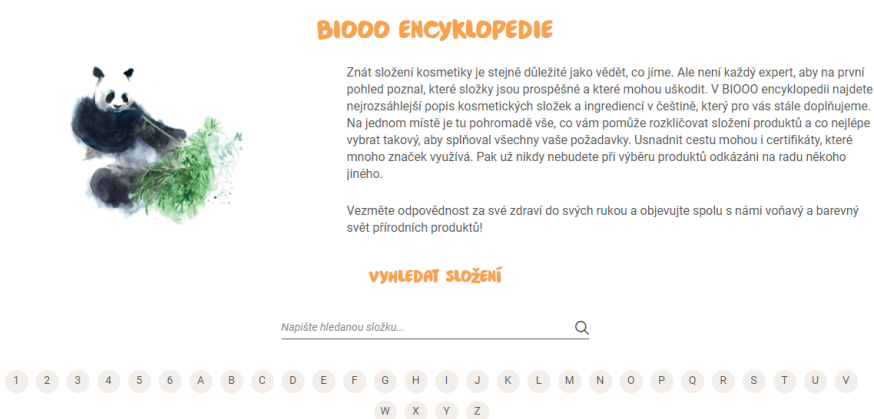 BIOOO ENCYKLOPEDIE
Znát složení kosmetiky je stejně důležité jako vědět, co jíme. Ale není každý expert, aby na první
pohled poznal, které složky jsou prospěšné a které mohou uškodit. V BIOOO encyklopedii najdete
nejrozsáhlejší popis kosmetických složek a ingrediencí v češtině, který pro vás stále doplňujeme.
Na jednom místě je tu pohromadě vše, co vám pomůže rozklíčovat složení produktů a co nejlépe
vybrat takový, aby splňoval všechny vaše požadavky. Usnadnit cestu mohou i certifikáty, které
mnoho značek využívá. Pak už nikdy nebudete při výběru produktů odkázáni na radu někoho
jiného.
Vezměte odpovědnost za své zdraví do svých rukou a objevujte spolu s námi voňavý a barevný
svět přírodních produktů!
VYHLEDAT SLOŽENÍ
Napište hledanou složku...
1 2 3 4 5 6 A B C D E F G H I J K L M N O P Q R S T U V
W X Y Z